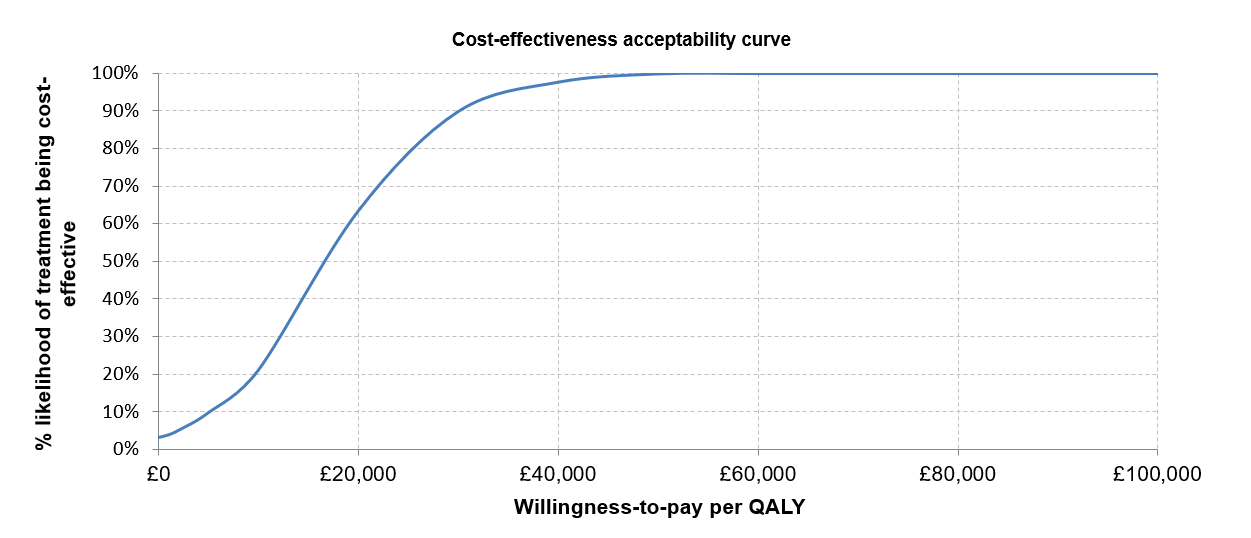 Cost-effectiveness acceptability curve
% likelihood of treatment being cost-
effective
100%
90%
80%
70%
60%
50%
40%
30%
20%
10%
0%
£0 £20,000 £40,000 £60,000 £80,000 £100,000
Willingness-to-pay per QALY